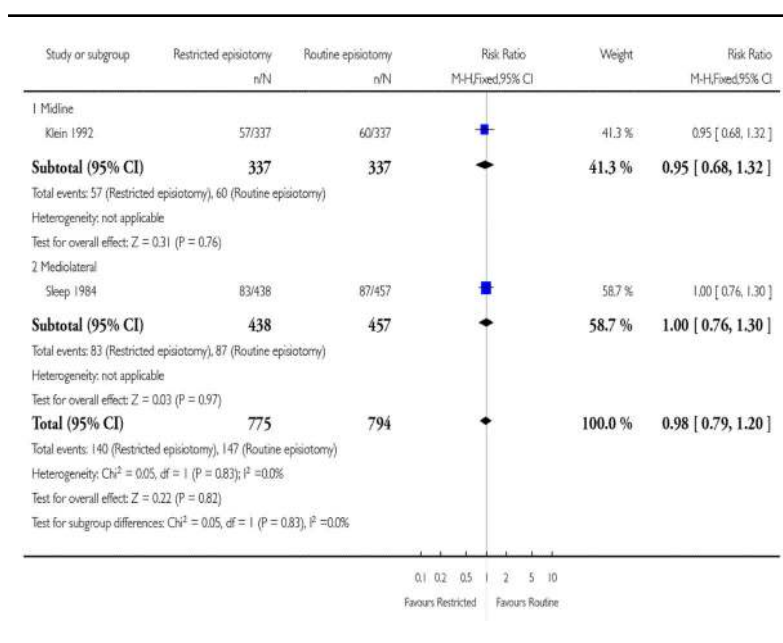 Study or subgroup Restricted episiotomy Routine episiotomy Risk Ratio Weight Risk Ratio
n/N n/N M-H,Fixed,95% CI M-H,Fixed,95% CI
1 Midline
Klein 1992 57/337 60/337 41.3 % 0.95 [ 0.68, 1.32 ]
Subtotal (95% CI) 337 337 41.3 % 0.95 [ 0.68, 1.32 ]
Total events: 57 (Restricted episiotomy), 60 (Routine episiotomy)
Heterogeneity: not applicable
Test for overall effect: Z = 0.31 (P = 0.76)
2 Mediolateral
Sleep 1984 83/438 87/457 58.7 % 1.00 [ 0.76, 1.30 ]
Subtotal (95% CI) 438 457 58.7 % 1.00 [ 0.76, 1.30 ]
Total events: 83 (Restricted episiotomy), 87 (Routine episiotomy)
Heterogeneity: not applicable
Test for overall effect: Z = 0.03 (P = 0.97)
Total (95% CI) 775 794 100.0 % 0.98 [ 0.79, 1.20 ]
Total events: 140 (Restricted episiotomy), 147 (Routine episiotomy)
Heterogeneity: Chi² = 0.05, df = 1 (P = 0.83); I² =0.0%
Test for overall effect: Z = 0.22 (P = 0.82)
Test for subgroup differences: Chi² = 0.05, df = 1 (P = 0.83), I² =0.0%
0.1 0.2 0.5 1 2 5 10
Favours Restricted Favours Routine